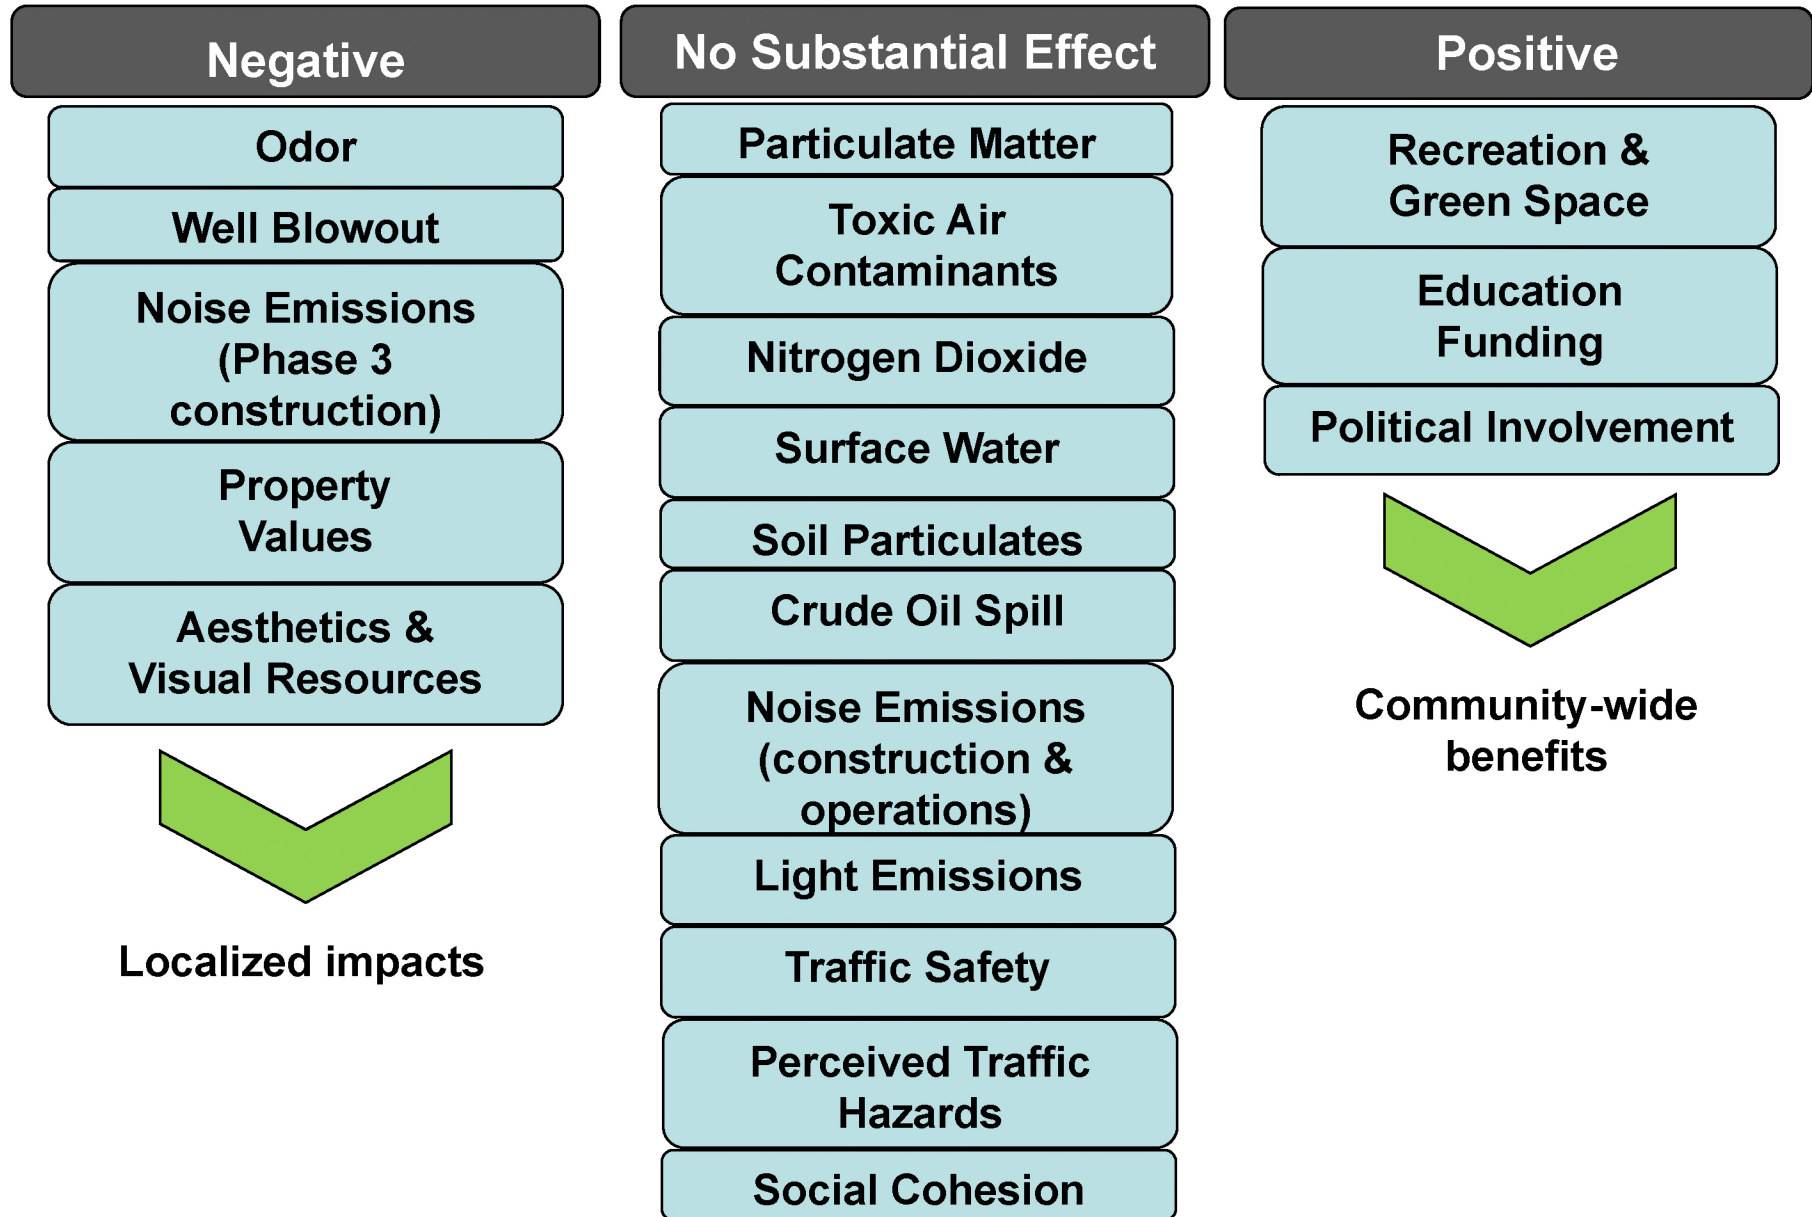 Negative
Odor
Well Blowout
Noise Emissions
(Phase 3
construction)
Property
Values
Aesthetics &
Visual Resources
Localized impacts
No Substantial Effect
Particulate Matter
Toxic Air
Contaminants
Nitrogen Dioxide
Surface Water
Soil Particulates
Crude Oil Spill
Noise Emissions
(construction &
operations)
Light Emissions
Traffic Safety
Perceived Traffic
Hazards
Social Cohesion
Positive
Recreation &
Green Space
Education
Funding
Political Involvement
Community-wide
benefits